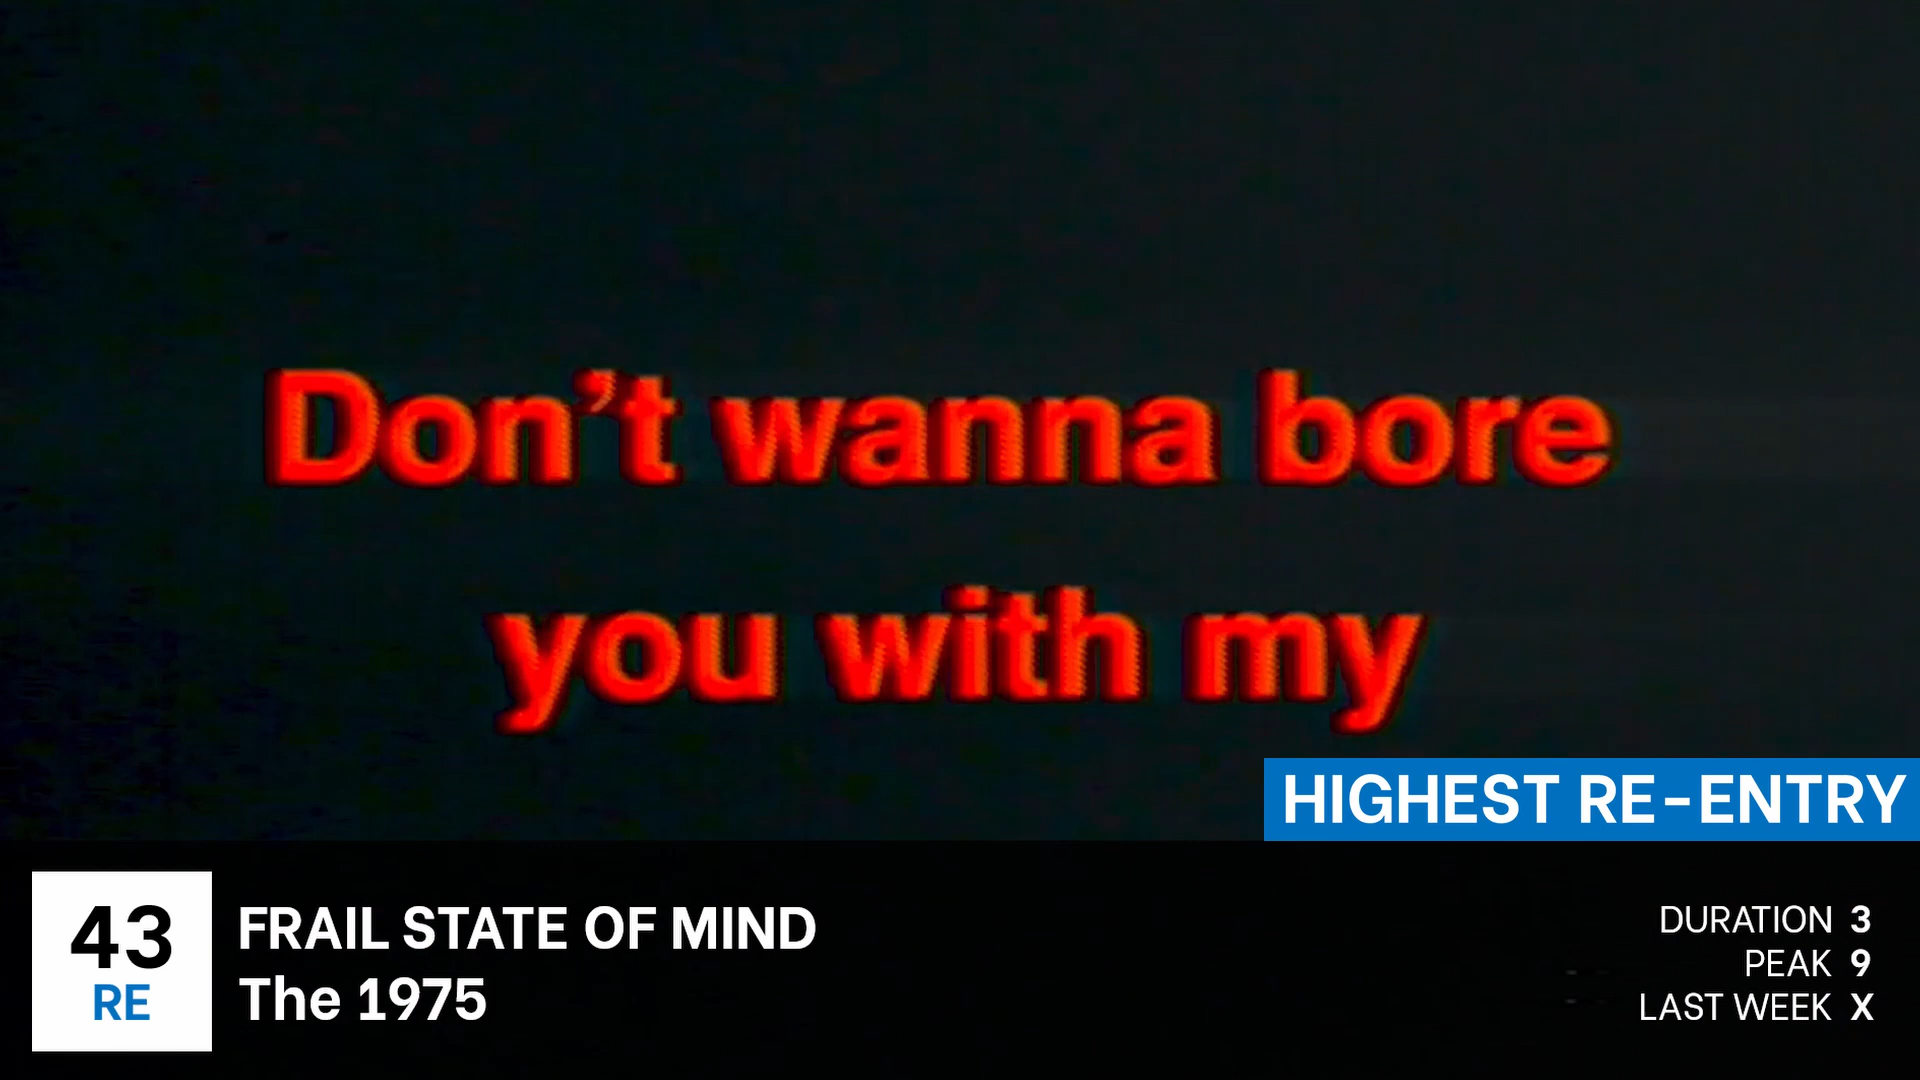 Don’t wanna bore
you with my
HIGHEST RE-ENTRY
43
RE
FRAIL STATE OF MIND
The 1975
DURATION 3
PEAK 9
LAST WEEK X